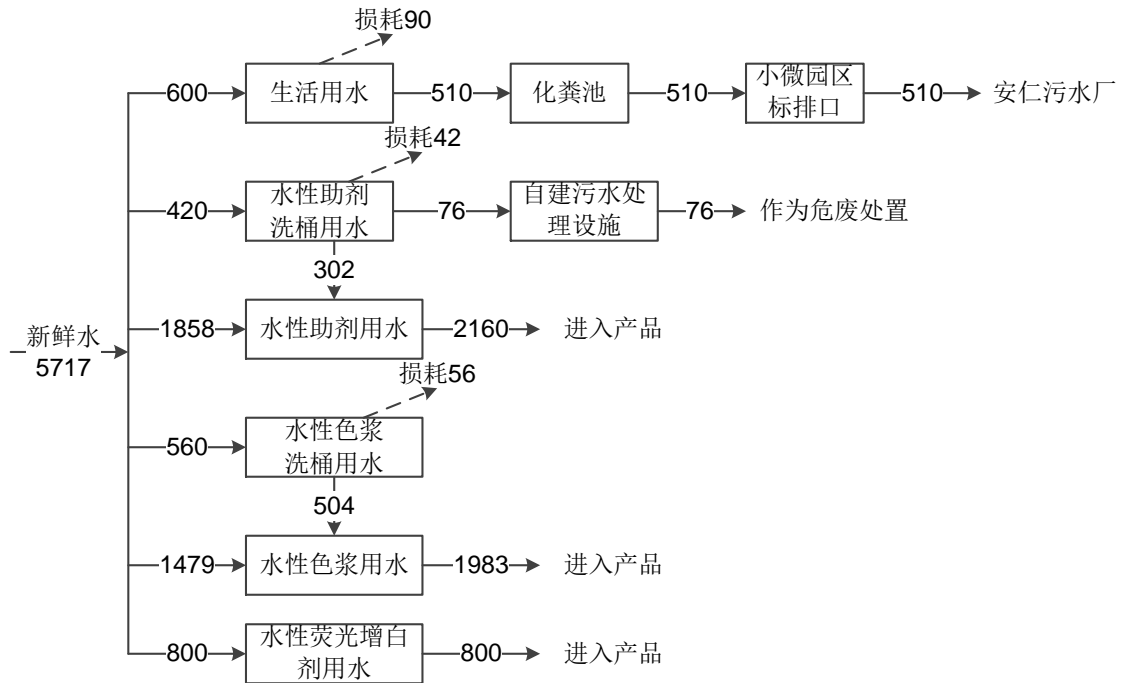 损耗90
600
生活用水
510
化粪池
510
小微园区
标排口
510
安仁污水厂
损耗42
420
水性助剂
洗桶用水
76
自建污水处
理设施
76
作为危废处置
302
新鲜水
5717
1858
水性助剂用水
2160
进入产品
损耗56
560
水性色浆
洗桶用水
504
1479
水性色浆用水
1983
进入产品
800
水性荧光增白
剂用水
800
进入产品